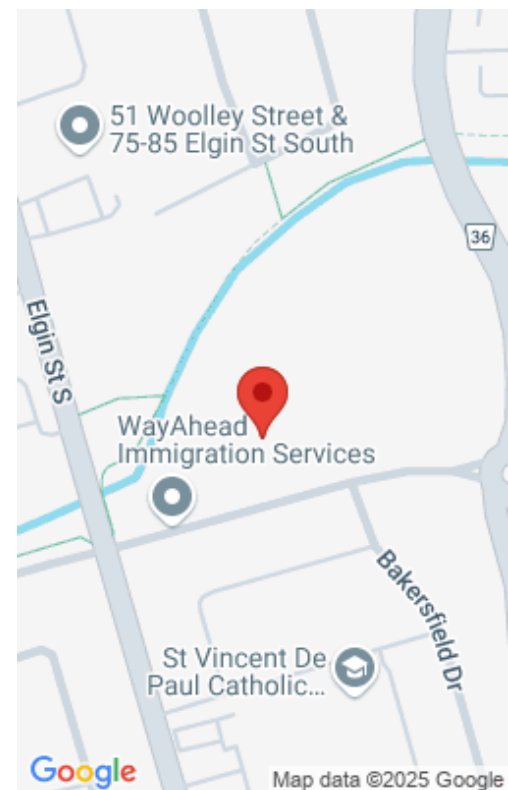 51 Woolley Street &
75-85 Elgin St South
36
Elgin St S
WayAhead
Immigration Services
Bakersfield Dr
St Vincent De
Paul Catholic...
Google
Map data ©2025 Google